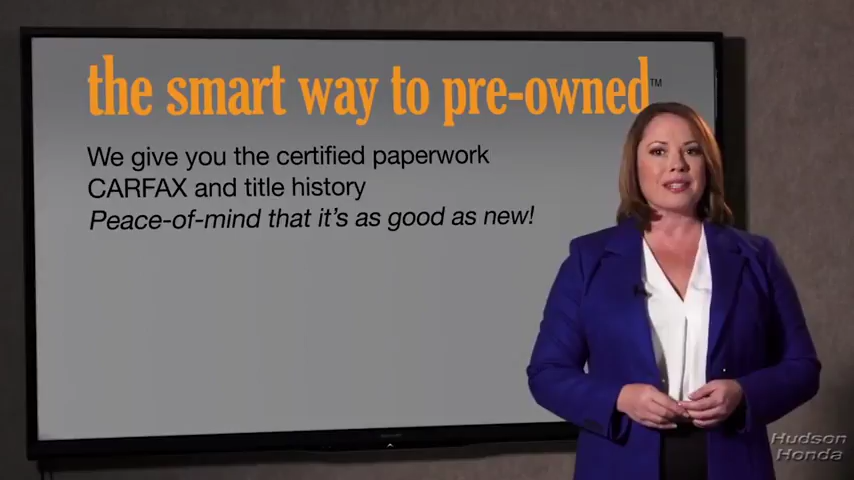 the smart way to pre-owned™
We give you the certified paperwork
CARFAX and title history
Peace-of-mind that it's as good as new!
Hudson
Honda